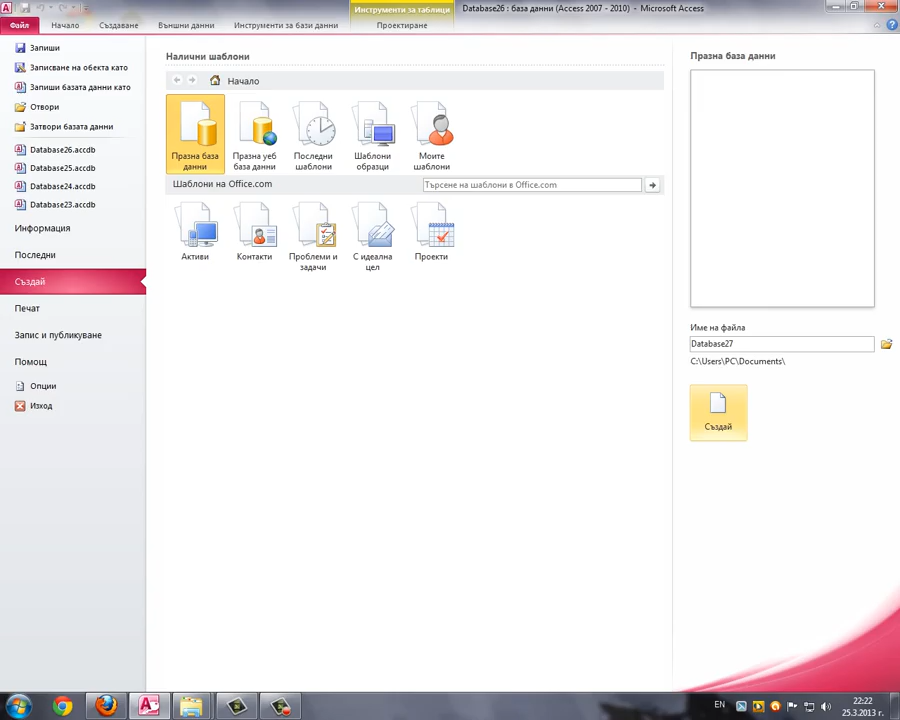 Инструменти за таблици
Database26 : база данни (Access 2007 - 2010) - Microsoft Access
Файл Начало Създаване Външни данни Инструменти за бази данни Проектиране
Запиши
Записване на обекта като
Запиши базата данни като
Отвори
Затвори базата данни
Database26.accdb
Database25.accdb
Database24.accdb
Database23.accdb
Информация
Последни
Създай
Печат
Запис и публикуване
Помощ
Опции
Изход
Налични шаблони
Начало
Празна база
данни
Празна уеб
база данни
Последни
шаблони
Шаблони
образци
Моите
шаблони
Шаблони на Office.com
Търсене на шаблони в Office.com
Активи
Контакти
Проблеми и
задачи
С идеална
цел
Проекти
Празна база данни
Име на файла
Database27
C:\Users\PC\Documents\
Създай
EN
22:22
25.3.2013 г.